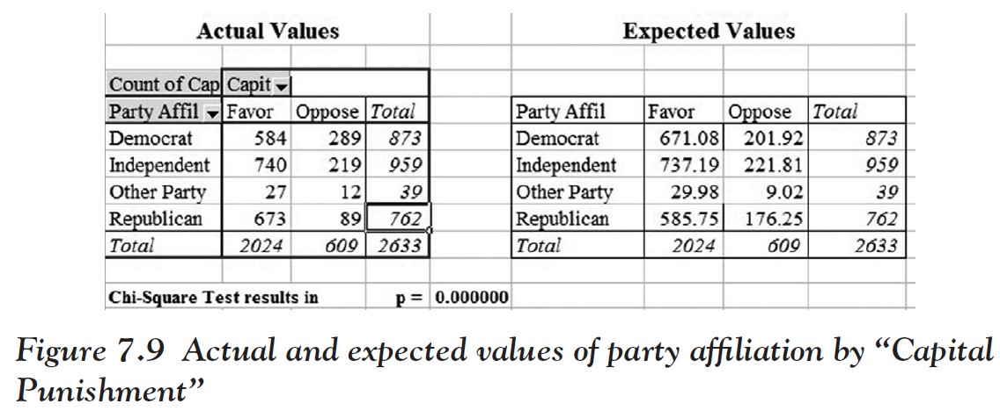 Actual Values Expected Values
Count of Cap Capit
Party Affil Favor Oppose Total Party Affil Favor Oppose Total
Democrat 584 289 873 Democrat 671.08 201.92 873
Independent 740 219 959 Independent 737.19 221.81 959
Other Party 27 12 39 Other Party 29.98 9.02 39
Republican 673 89 762 Republican 585.75 176.25 762
Total 2024 609 2633 Total 2024 609 2633
Chi-Square Test results in p = 0.000000
Figure 7.9 Actual and expected values of party affiliation by “Capital
Punishment”